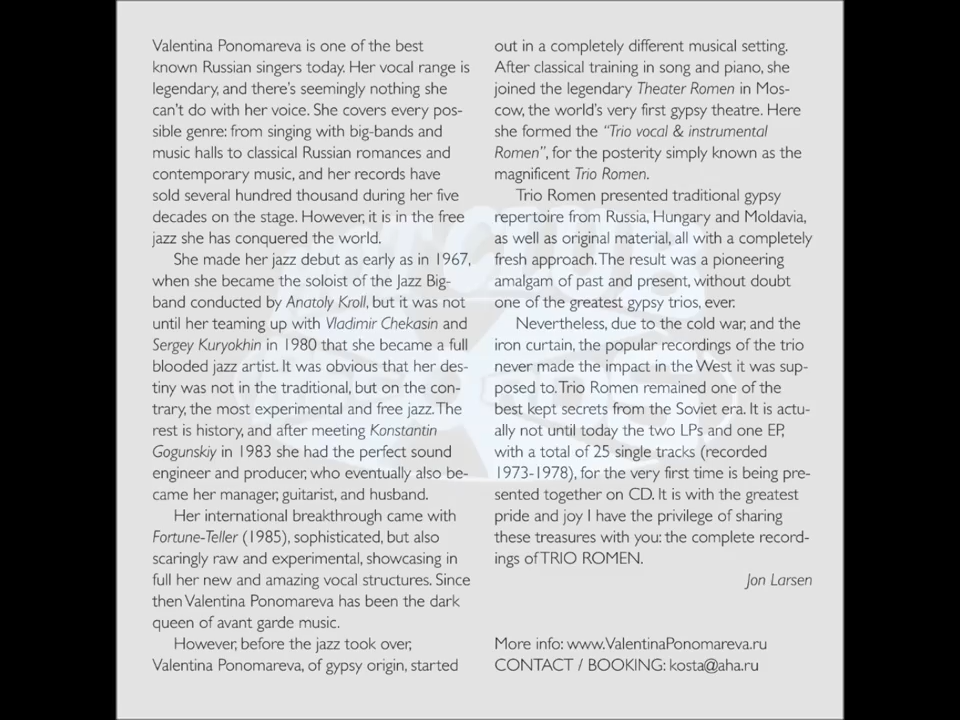 Valentina Ponomareva is one of the best
known Russian singers today. Her vocal range is
legendary, and there's seemingly nothing she
can't do with her voice. She covers every pos-
sible genre: from singing with big-bands and
music halls to classical Russian romances and
contemporary music, and her records have
sold several hundred thousand during her five
decades on the stage. However, it is in the free
jazz she has conquered the world.
She made her jazz debut as early as in 1967,
when she became the soloist of the Jazz Big-
band conducted by Anatoly Kroll, but it was not
until her teaming up with Vladimir Chekasin and
Sergey Kuryokhin in 1980 that she became a full
blooded jazz artist. It was obvious that her des-
tiny was not in the traditional, but on the con-
trary, the most experimental and free jazz. The
rest is history, and after meeting Konstantin
Gogunskiy in 1983 she had the perfect sound
engineer and producer, who eventually also be-
came her manager, guitarist, and husband.
Her international breakthrough came with
Fortune-Teller (1985), sophisticated, but also
scaringly raw and experimental, showcasing in
full her new and amazing vocal structures. Since
then Valentina Ponomareva has been the dark
queen of avant garde music.
However, before the jazz took over,
Valentina Ponomareva, of gypsy origin, started
out in a completely different musical setting.
After classical training in song and piano, she
joined the legendary Theater Romen in Mos-
cow, the world's very first gypsy theatre. Here
she formed the "Trio vocal & instrumental
Romen", for the posterity simply known as the
magnificent Trio Romen.
Trio Romen presented traditional gypsy
repertoire from Russia, Hungary and Moldavia,
as well as original material, all with a completely
fresh approach. The result was a pioneering
amalgam of past and present, without doubt
one of the greatest gypsy trios, ever.
Nevertheless, due to the cold war, and the
iron curtain, the popular recordings of the trio
never made the impact in the West it was sup-
posed to. Trio Romen remained one of the
best kept secrets from the Soviet era. It is actu-
ally not until today the two LPs and one EP,
with a total of 25 single tracks (recorded
1973-1978), for the very first time is being pre-
sented together on CD. It is with the greatest
pride and joy I have the privilege of sharing
these treasures with you: the complete record-
ings of TRIO ROMEN.
Jon Larsen
More info: www.ValentinaPonomareva.ru
CONTACT / BOOKING: kosta@aha.ru